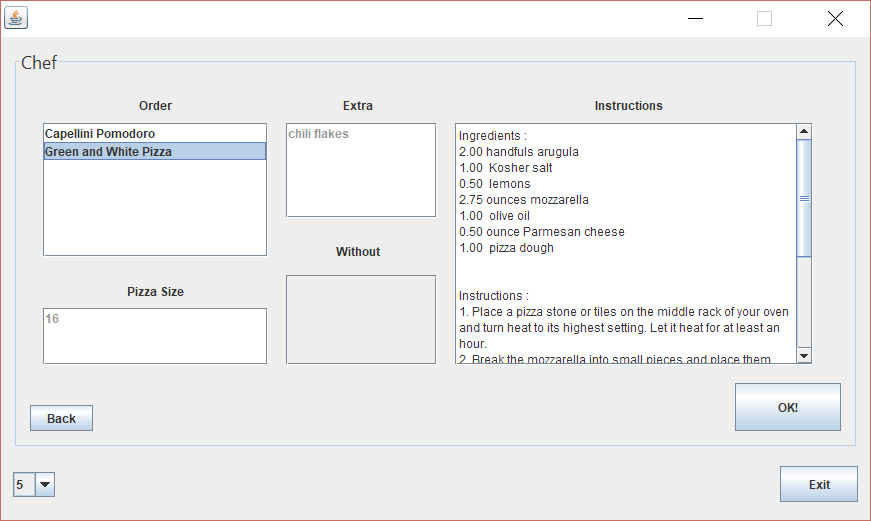 Chef
Order
Capellini Pomodoro
Green and White Pizza
Pizza Size
16
Extra
chili flakes
Without
Instructions
Ingredients :
2.00 handfuls arugula
1.00  Kosher salt
0.50  lemons
2.75 ounces mozzarella
1.00  olive oil
0.50 ounce Parmesan cheese
1.00  pizza dough
Instructions :
1. Place a pizza stone or tiles on the middle rack of your oven
and turn heat to its highest setting. Let it heat for at least an
hour.
2. Break the mozzarella into small pieces and place them
Back
OK!
5
Exit